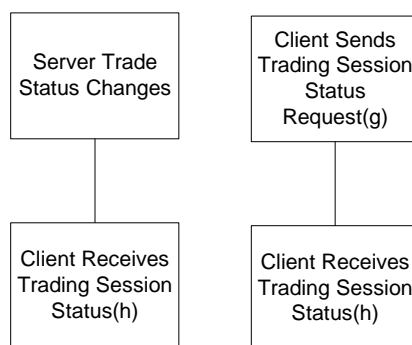 Server Trade
Status Changes
Client Sends
Trading Session
Status
Request(g)
Client Receives
Trading Session
Status(h)
Client Receives
Trading Session
Status(h)